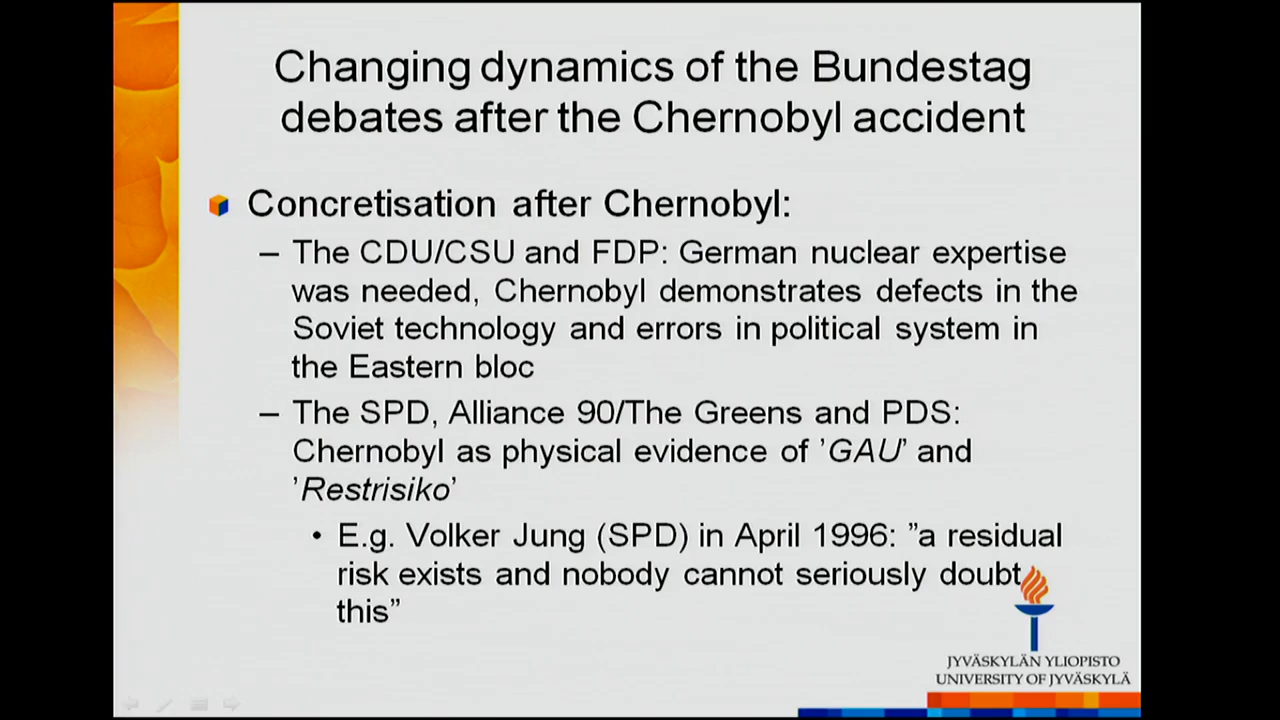 Changing dynamics of the Bundestag
debates after the Chernobyl accident
Concretisation after Chernobyl:
– The CDU/CSU and FDP: German nuclear expertise
was needed, Chernobyl demonstrates defects in the
Soviet technology and errors in political system in
the Eastern bloc
– The SPD, Alliance 90/The Greens and PDS:
Chernobyl as physical evidence of ’GAU’ and
’Restrisiko’
• E.g. Volker Jung (SPD) in April 1996: ”a residual
risk exists and nobody cannot seriously doubt
this”
JYVÄSKYLÄN YLIOPISTO
UNIVERSITY OF JYVÄSKYLÄ